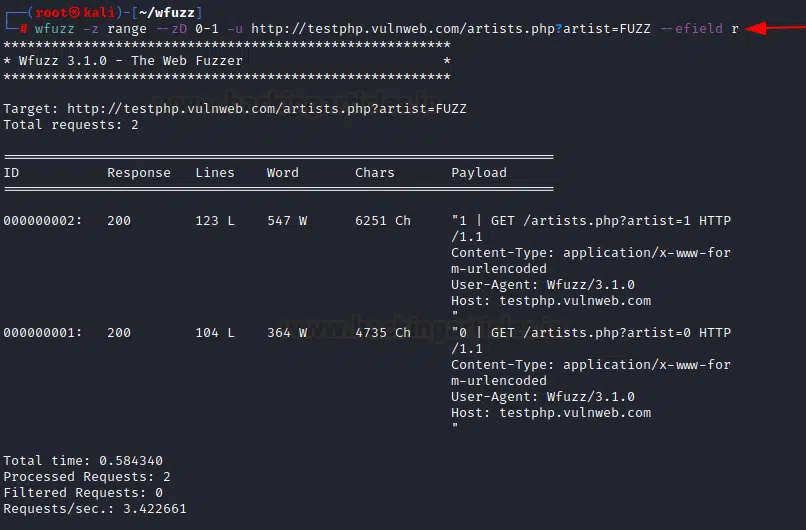 ┌──(root㉿kali)-[~/wfuzz]
└─# wfuzz -z range --zD 0-1 -u http://testphp.vulnweb.com/artists.php?artist=FUZZ --efield r
********************************************************
* Wfuzz 3.1.0 - The Web Fuzzer                         *
********************************************************
Target: http://testphp.vulnweb.com/artists.php?artist=FUZZ
Total requests: 2
=====================================================================
ID Response Lines Word Chars Payload
=====================================================================
000000002: 200 123 L 547 W 6251 Ch "1 | GET /artists.php?artist=1 HTTP
/1.1
Content-Type: application/x-www-for
m-urlencoded
User-Agent: Wfuzz/3.1.0
Host: testphp.vulnweb.com
"
000000001: 200 104 L 364 W 4735 Ch "0 | GET /artists.php?artist=0 HTTP
/1.1
Content-Type: application/x-www-for
m-urlencoded
User-Agent: Wfuzz/3.1.0
Host: testphp.vulnweb.com
"
Total time: 0.584340
Processed Requests: 2
Filtered Requests: 0
Requests/sec.: 3.422661